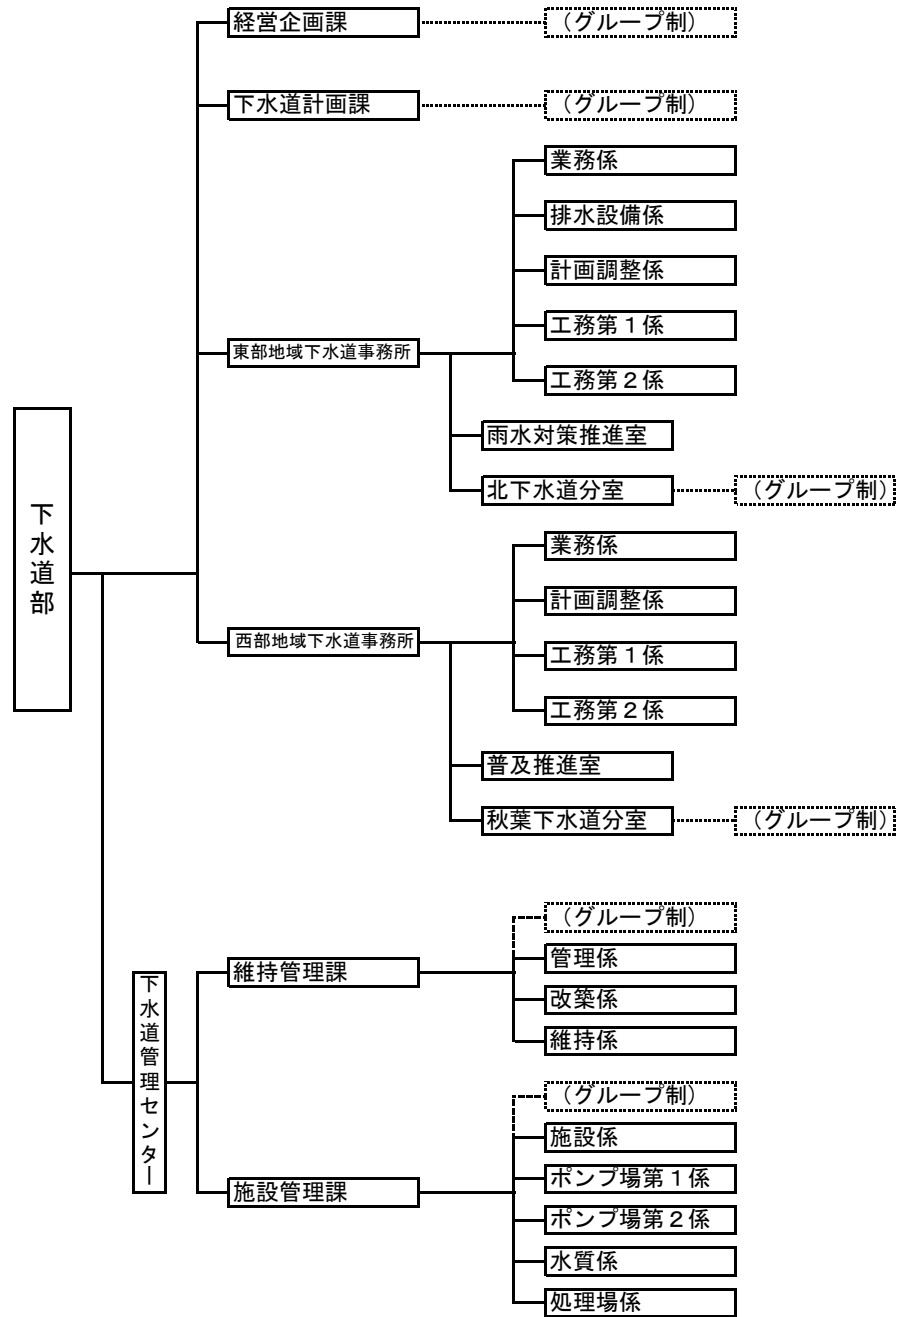 経営企画課
（グループ制）
下水道計画課
（グループ制）
業務係
排水設備係
計画調整係
工務第１係
東部地域下水道事務所
工務第２係
雨水対策推進室
北下水道分室
（グループ制）
下水道部
業務係
計画調整係
西部地域下水道事務所
工務第１係
工務第２係
普及推進室
秋葉下水道分室
（グループ制）
下水道管理センター
維持管理課
（グループ制）
管理係
改築係
維持係
施設管理課
（グループ制）
施設係
ポンプ場第１係
ポンプ場第２係
水質係
処理場係